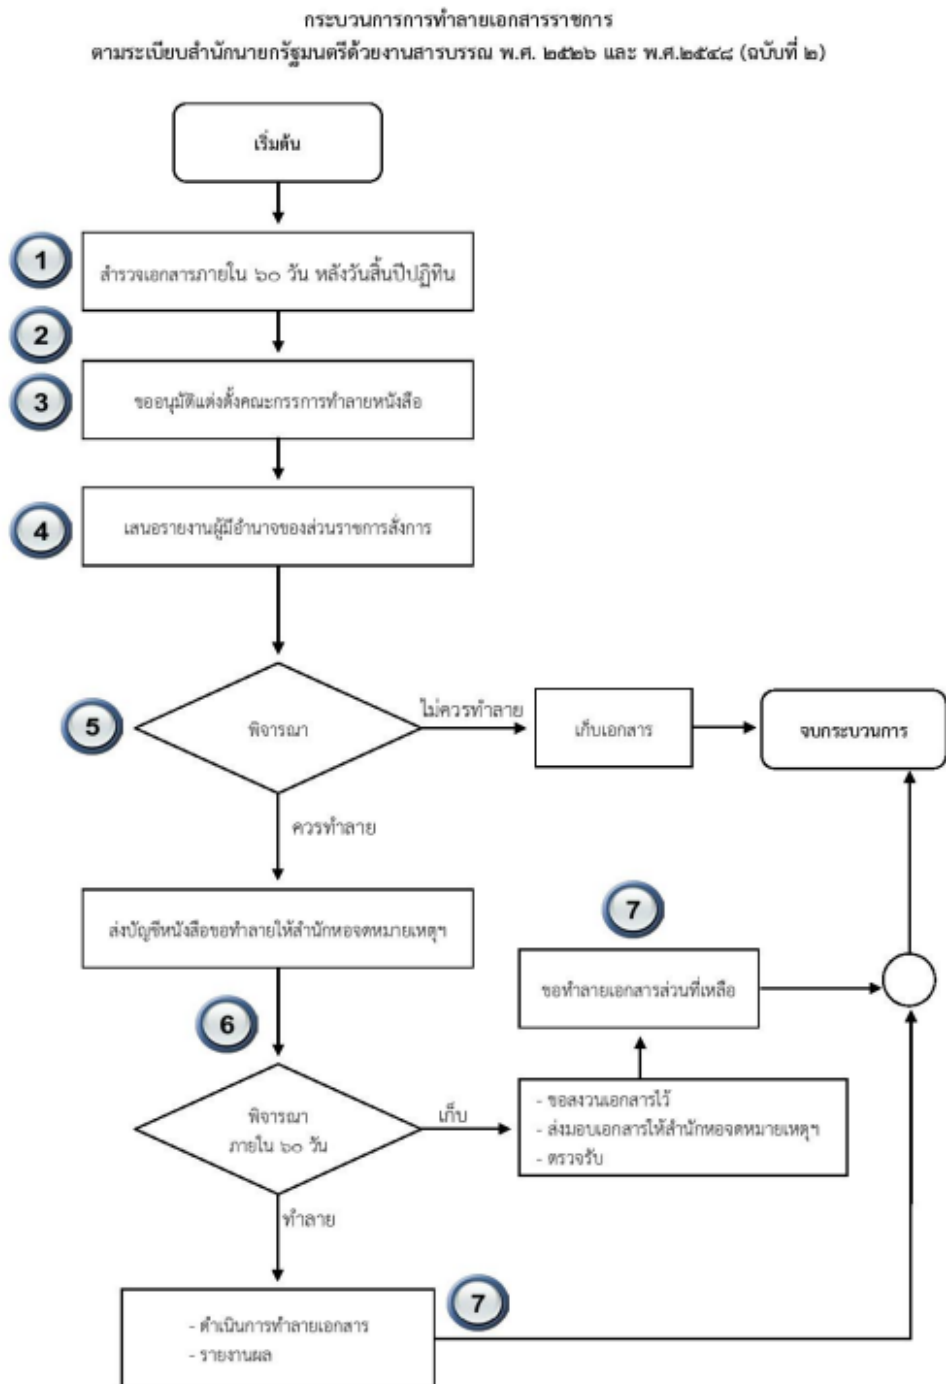 กระบวนการการทำลายเอกสารราชการ
ตามระเบียบสำนักนายกรัฐมนตรีด้วยงานสารบรรณ พ.ศ. ๒๕๒๖ และ พ.ศ.๒๕๔๘ (ฉบับที่ ๒)
เริ่มต้น
1
สำรวจเอกสารภายใน ๖๐ วัน หลังวันสิ้นปีปฏิทิน
2
3
ขออนุมัติแต่งตั้งคณะกรรการทำลายหนังสือ
4
เสนอรายงานผู้มีอำนาจของส่วนราชการสั่งการ
5
พิจารณา
ไม่ควรทำลาย
เก็บเอกสาร
จบกระบวนการ
ควรทำลาย
ส่งบัญชีหนังสือขอทำลายให้สำนักหอจดหมายเหตุฯ
7
ขอทำลายเอกสารส่วนที่เหลือ
6
พิจารณา
ภายใน ๖๐ วัน
เก็บ
- ขอสงวนเอกสารไว้
- ส่งมอบเอกสารให้สำนักหอจดหมายเหตุฯ
- ตรวจรับ
ทำลาย
7
- ดำเนินการทำลายเอกสาร
- รายงานผล